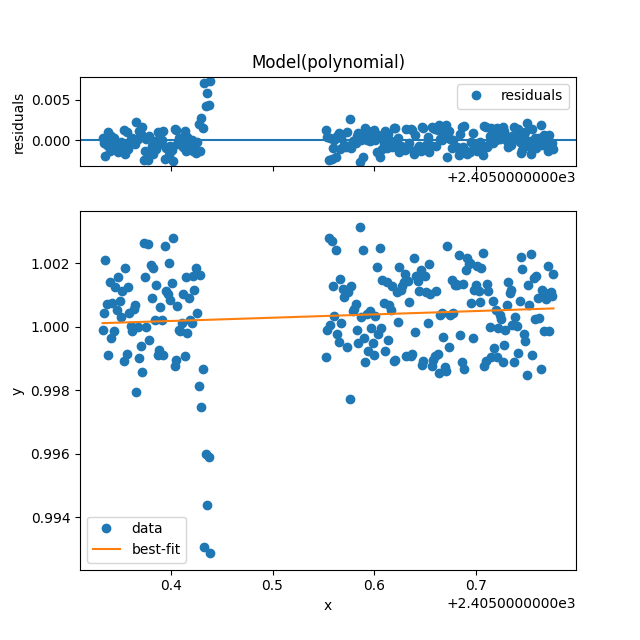 Model(polynomial)
residuals
0.005
0.000
residuals
+2.4050000000e3
1.002
1.000
0.998
0.996
0.994
y
data
best-fit
0.4
0.5
0.6
0.7
x
+2.4050000000e3